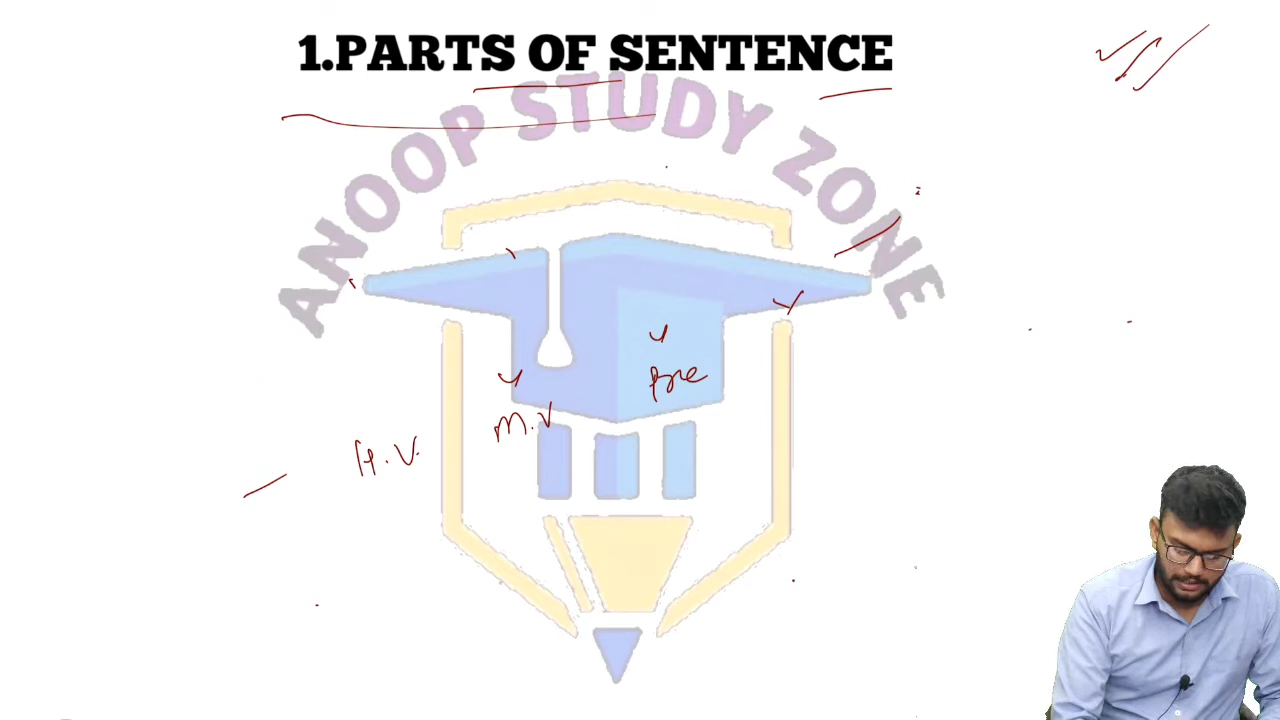 1.PARTS OF SENTENCE
ANOOP STUDY ZONE
Pre
M.V
H.V.